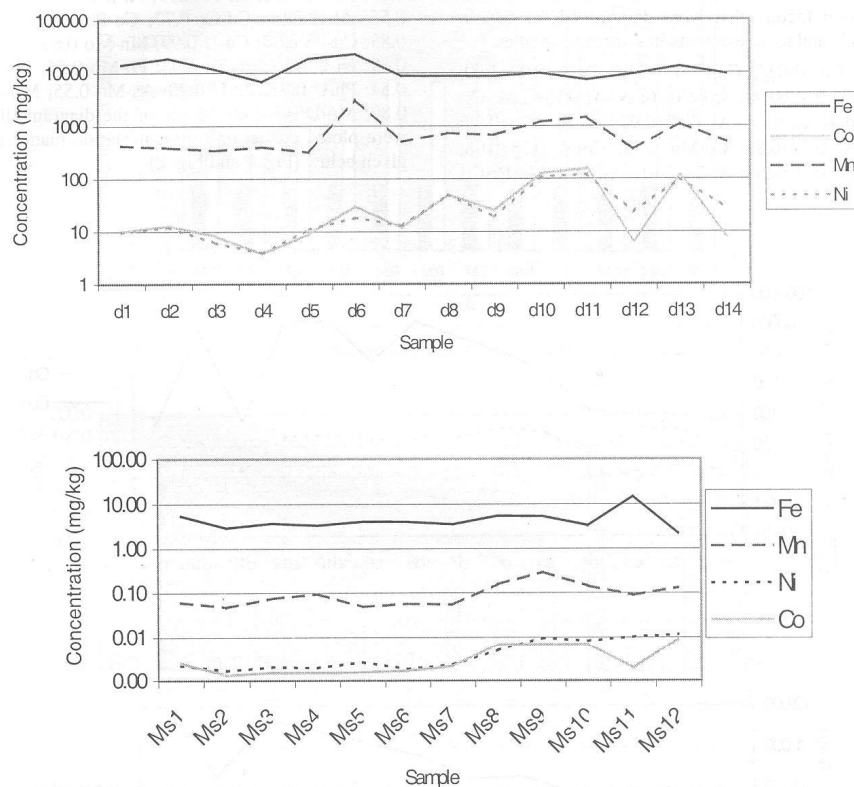 100000
10000
1000
100
10
1
Concentration (mg/kg)
d1 d2 d3 d4 d5 d6 d7 d8 d9 d10 d11 d12 d13 d14
Sample
Fe
Co
Mn
Ni
100.00
10.00
1.00
0.10
0.01
0.00
Concentration (mg/kg)
Ms1 Ms2 Ms3 Ms4 Ms5 Ms6 Ms7 Ms8 Ms9 Ms10 Ms11 Ms12
Sample
Fe
Mn
Ni
Co